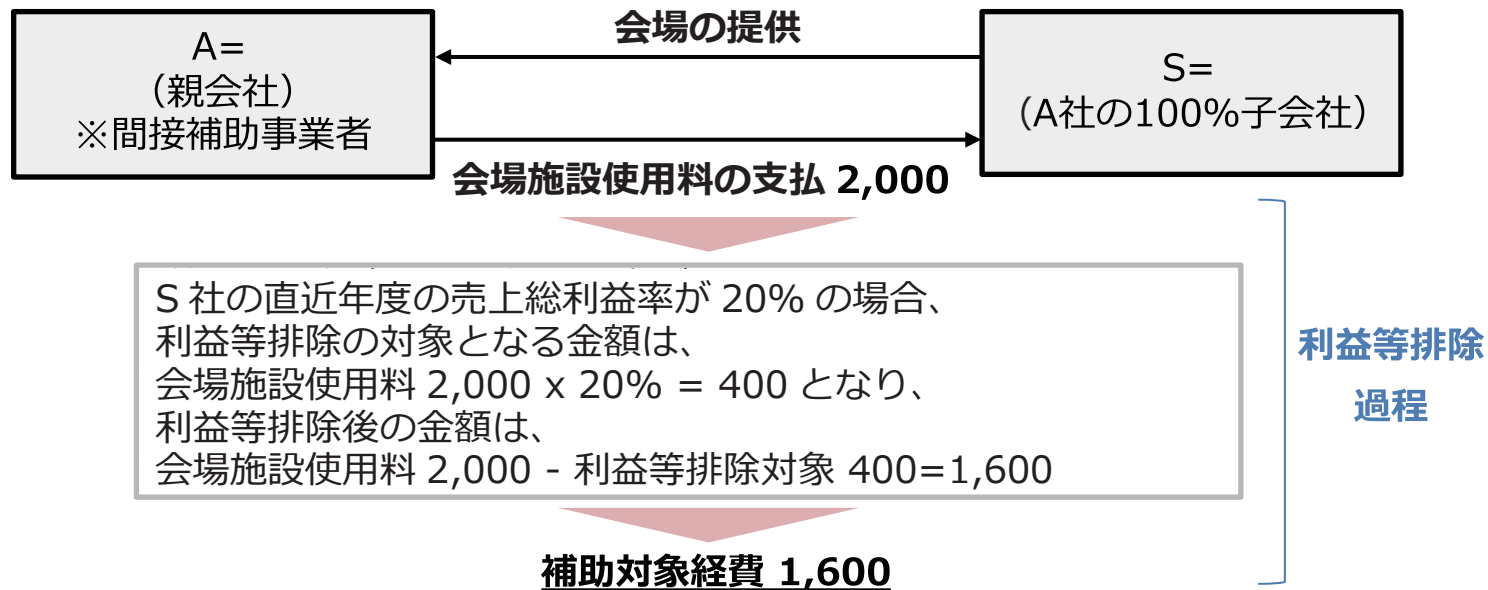 会場の提供
A=
（親会社）
※間接補助事業者
S=
（A社の100%子会社）
会場施設使用料の支払 2,000
S 社の直近年度の売上総利益率が 20% の場合、
利益等排除の対象となる金額は、
会場施設使用料 2,000 x 20% = 400 となり、
利益等排除後の金額は、
会場施設使用料 2,000 - 利益等排除対象 400=1,600
利益等排除
過程
補助対象経費 1,600